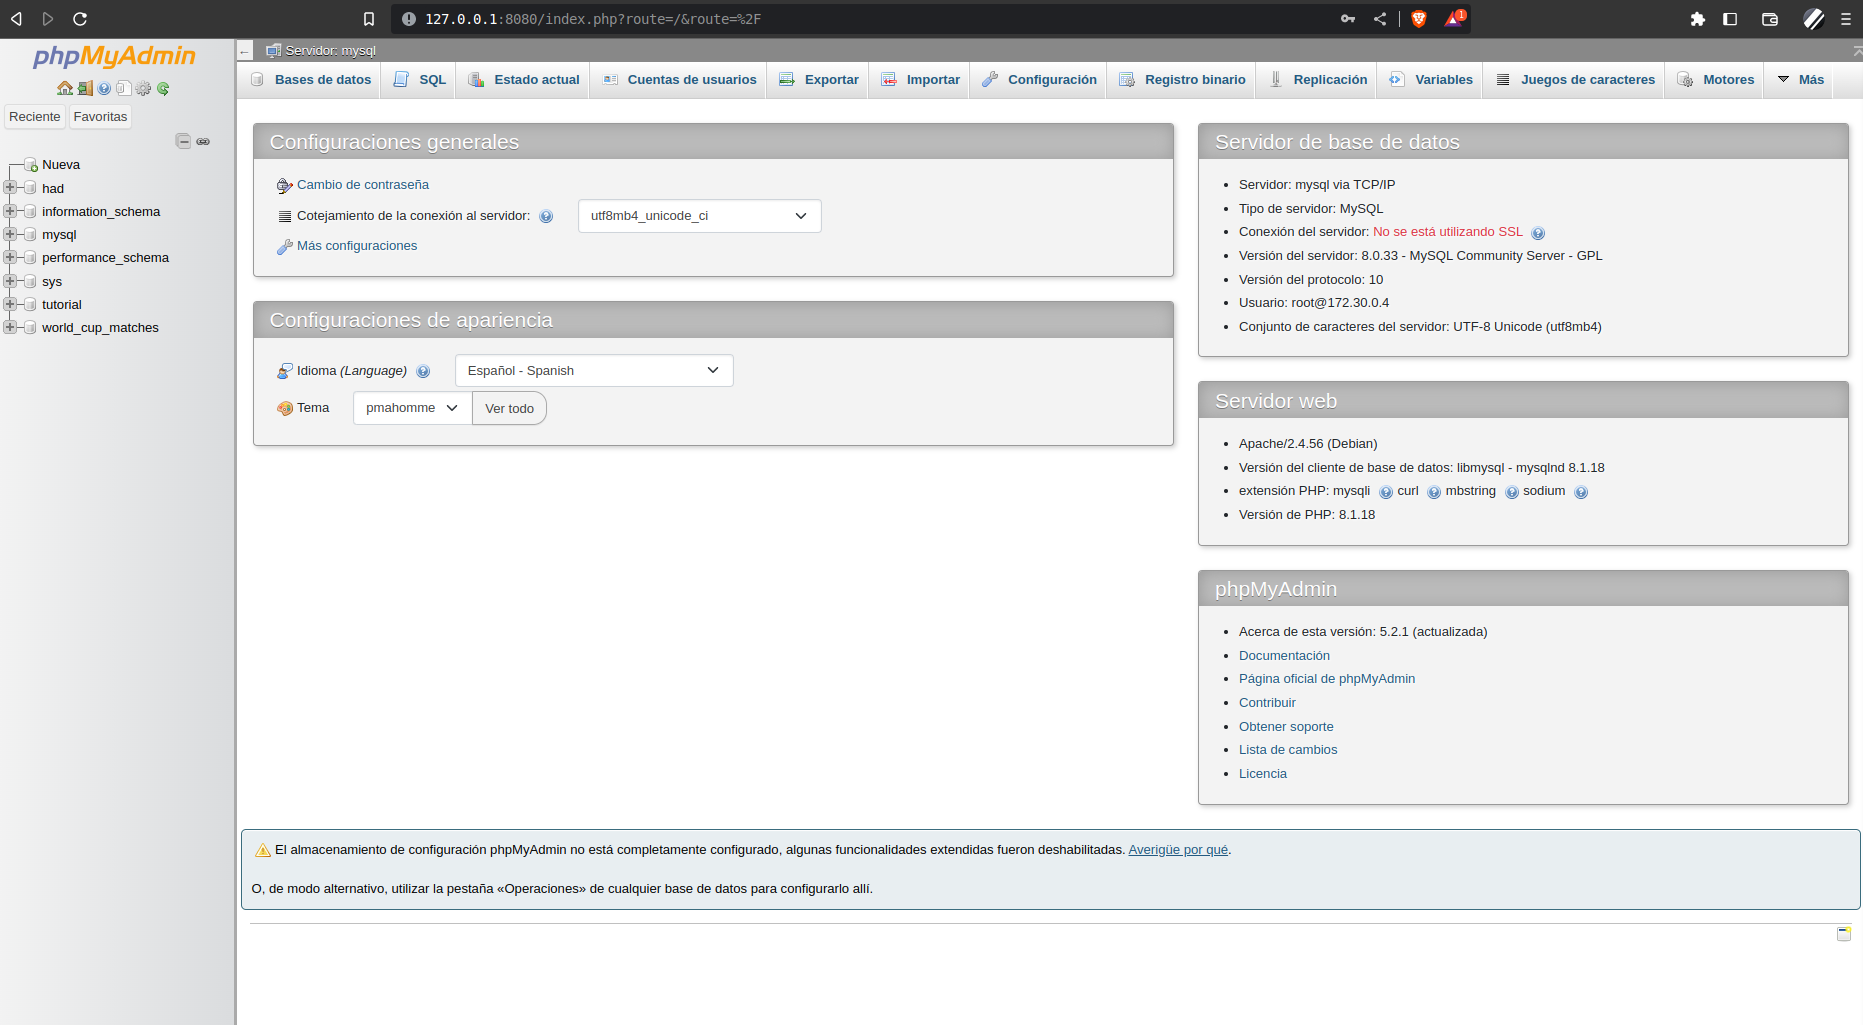 127.0.0.1:8080/index.php?route=/&route=%2F
1
phpMyAdmin
Reciente Favoritas
Nueva
had
information_schema
mysql
performance_schema
sys
tutorial
world_cup_matches
← Servidor: mysql
Bases de datos SQL Estado actual Cuentas de usuarios Exportar Importar Configuración Registro binario Replicación Variables Juegos de caracteres Motores Más
Configuraciones generales
Cambio de contraseña
Cotejamiento de la conexión al servidor: utf8mb4_unicode_ci
Más configuraciones
Configuraciones de apariencia
Idioma (Language) Español - Spanish
Tema pmahomme Ver todo
Servidor de base de datos
Servidor: mysql via TCP/IP
Tipo de servidor: MySQL
Conexión del servidor: No se está utilizando SSL
Versión del servidor: 8.0.33 - MySQL Community Server - GPL
Versión del protocolo: 10
Usuario: root@172.30.0.4
Conjunto de caracteres del servidor: UTF-8 Unicode (utf8mb4)
Servidor web
Apache/2.4.56 (Debian)
Versión del cliente de base de datos: libmysql - mysqlnd 8.1.18
extensión PHP: mysqli curl mbstring sodium
Versión de PHP: 8.1.18
phpMyAdmin
Acerca de esta versión: 5.2.1 (actualizada)
Documentación
Página oficial de phpMyAdmin
Contribuir
Obtener soporte
Lista de cambios
Licencia
El almacenamiento de configuración phpMyAdmin no está completamente configurado, algunas funcionalidades extendidas fueron deshabilitadas. Averigüe por qué.
O, de modo alternativo, utilizar la pestaña «Operaciones» de cualquier base de datos para configurarlo allí.